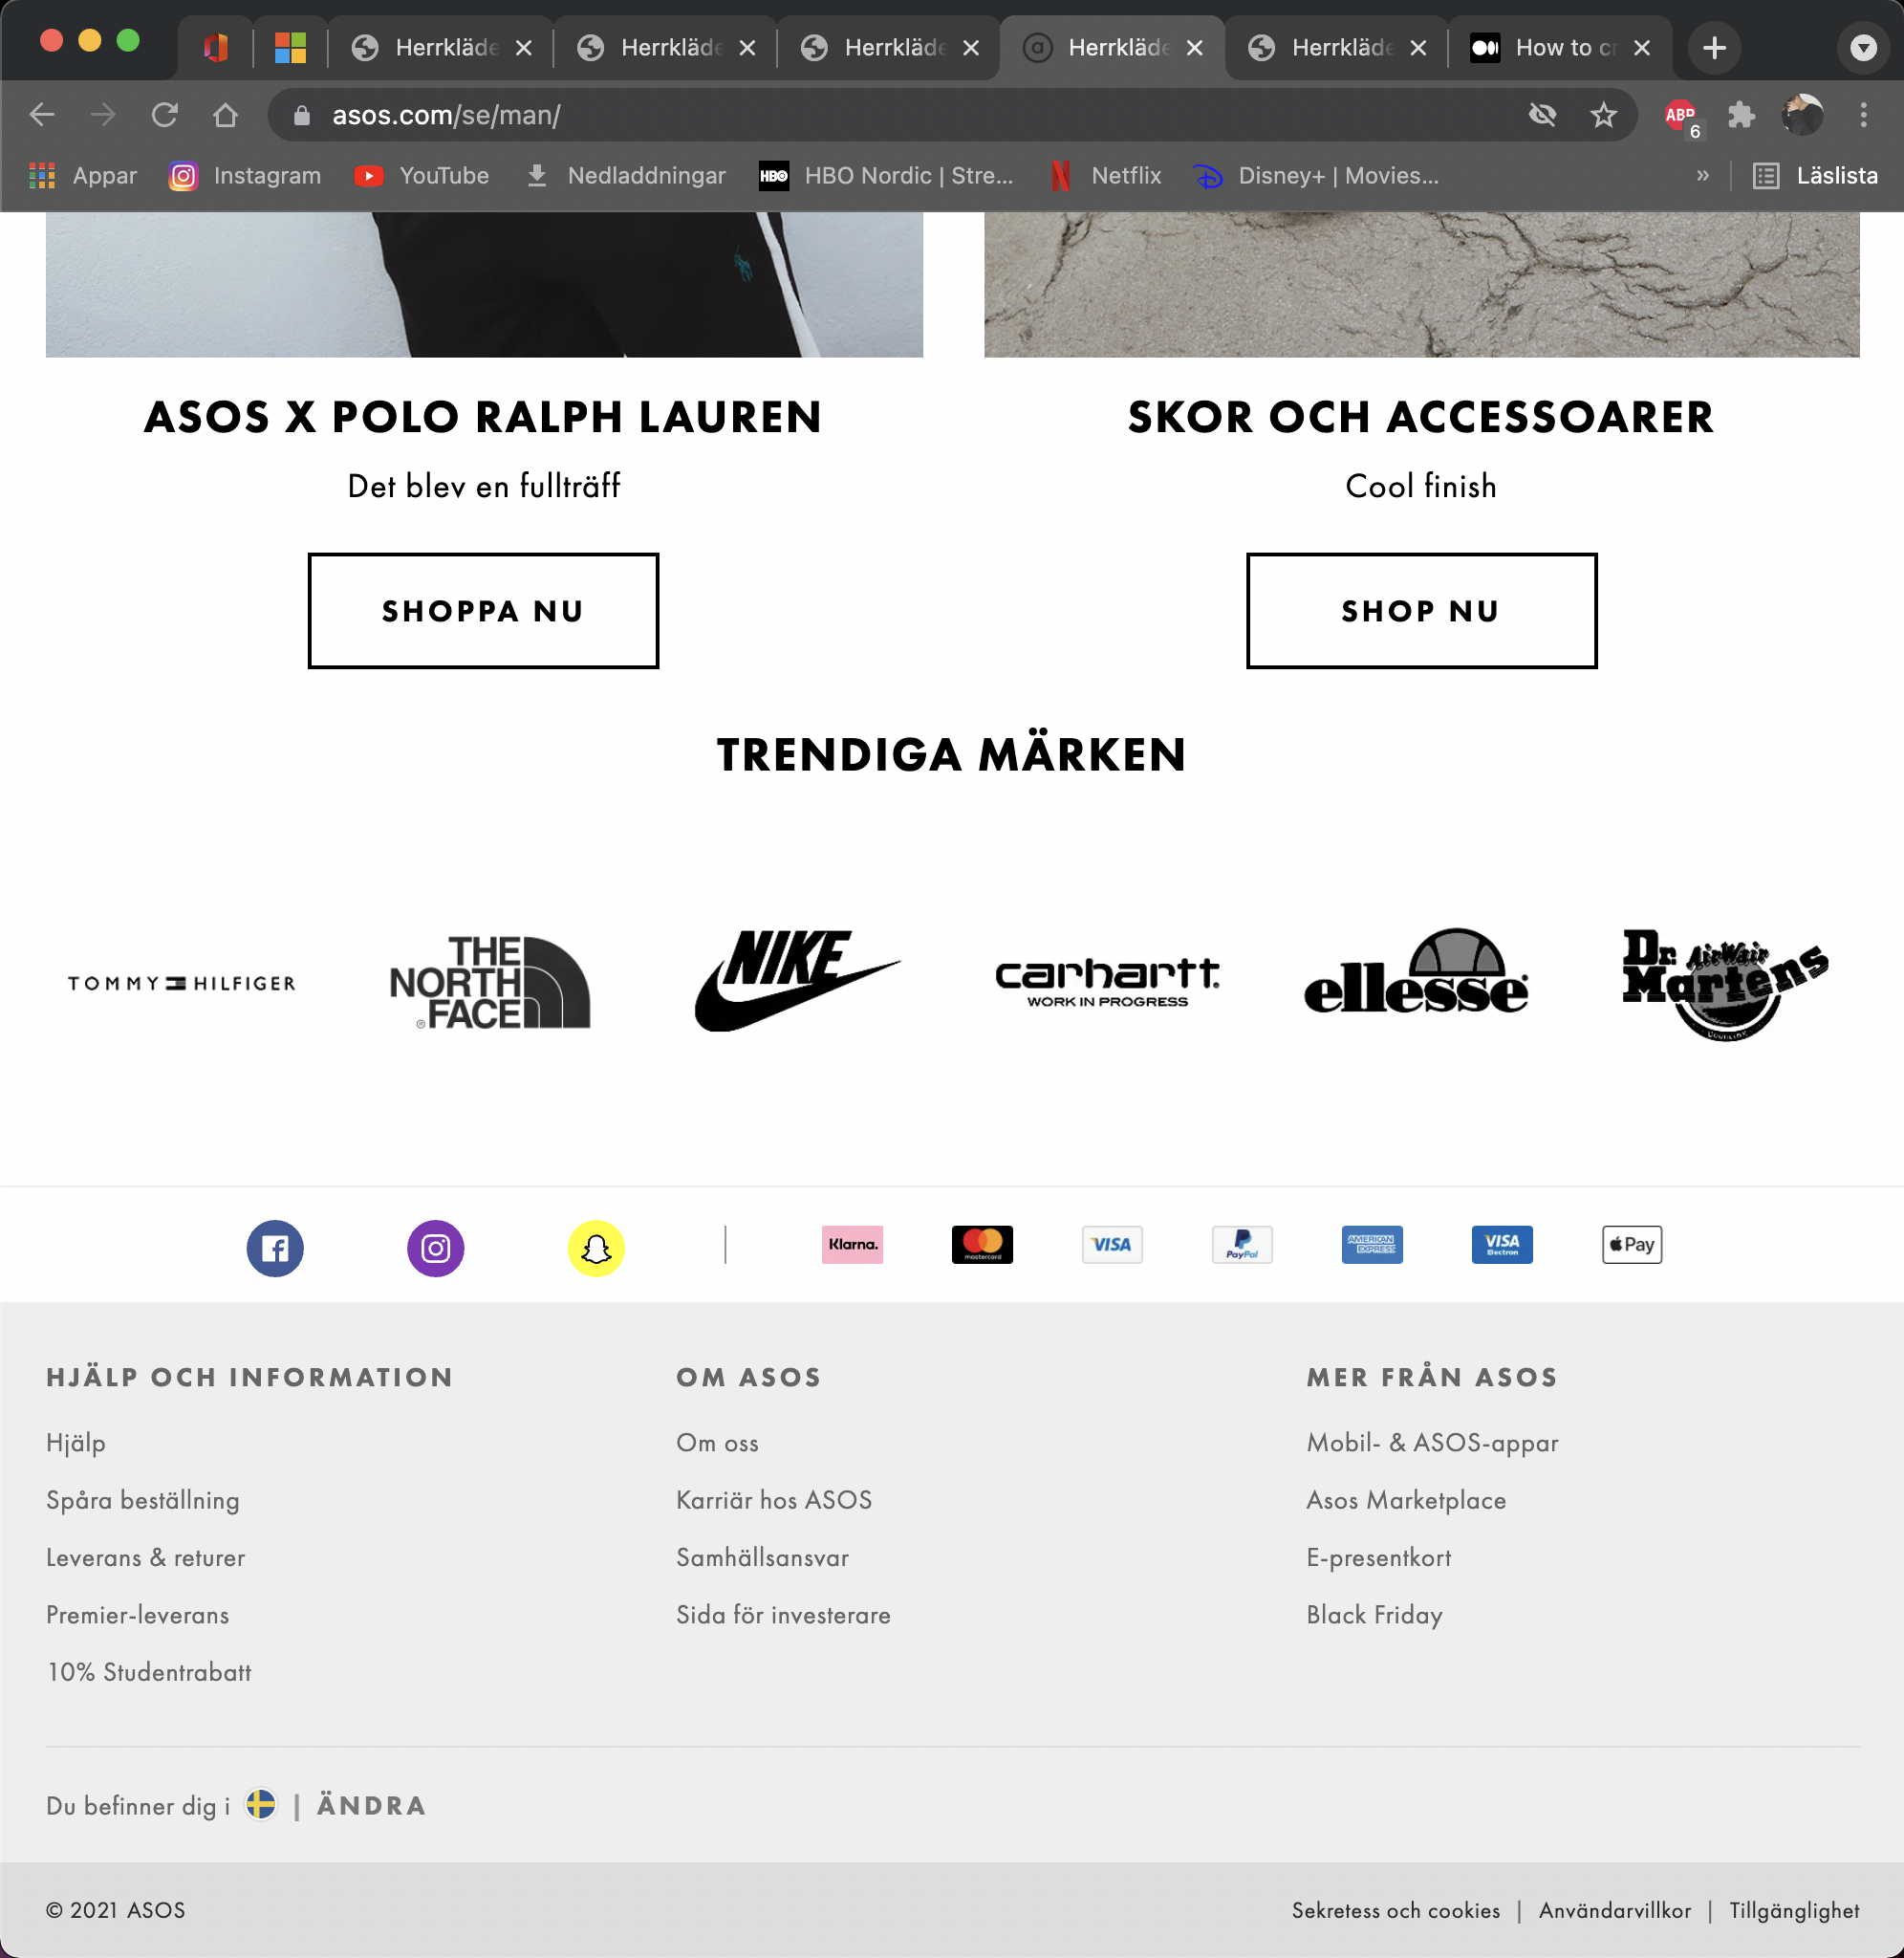 Herrkläde
Herrkläde
Herrkläde
Herrkläde
Herrkläde
How to cr
asos.com/se/man/
ABP
6
Appar
Instagram
YouTube
Nedladdningar
HBO
HBO Nordic | Stre...
Netflix
Disney+ | Movies...
»
Läslista
ASOS X POLO RALPH LAUREN
Det blev en fullträff
SHOPPA NU
SKOR OCH ACCESSOARER
Cool finish
SHOP NU
TRENDIGA MÄRKEN
TOMMY HILFIGER
THE
NORTH
FACE
®
NIKE
carhartt.
WORK IN PROGRESS
ellesse
Dr. AirWair
Martens
Klarna.
mastercard
VISA
PayPal
AMERICAN
EXPRESS
VISA
Electron
Pay
HJÄLP OCH INFORMATION
Hjälp
Spåra beställning
Leverans & returer
Premier-leverans
10% Studentrabatt
OM ASOS
Om oss
Karriär hos ASOS
Samhällsansvar
Sida för investerare
MER FRÅN ASOS
Mobil- & ASOS-appar
Asos Marketplace
E-presentkort
Black Friday
Du befinner dig i | ÄNDRA
© 2021 ASOS
Sekretess och cookies | Användarvillkor | Tillgänglighet